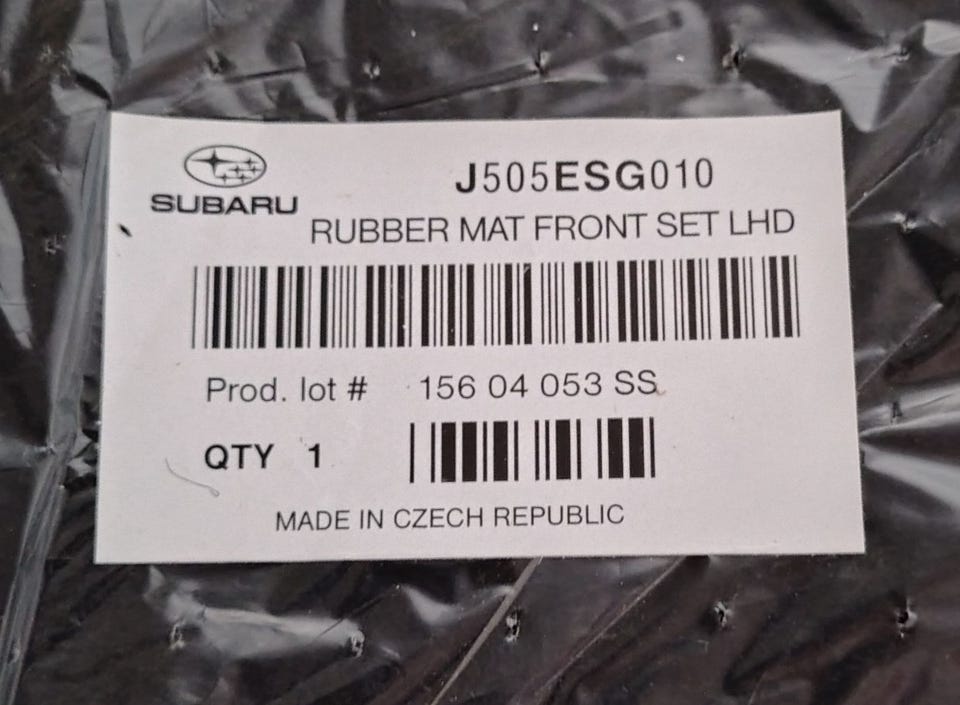 SUBARU
J505ESG010
RUBBER MAT FRONT SET LHD
Prod. lot # 156 04 053 SS
QTY 1
MADE IN CZECH REPUBLIC